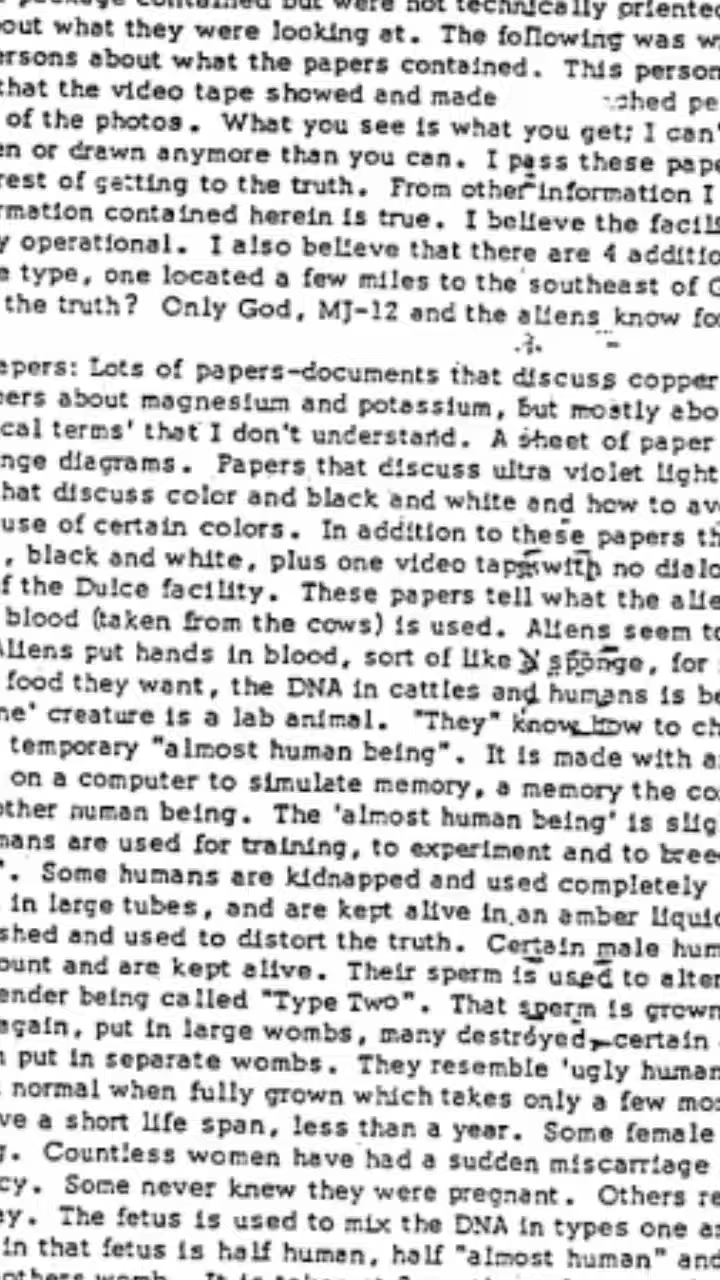 package contained but were not technically oriented
out what they were looking at. The following was w
ersons about what the papers contained. This person
that the video tape showed and made ched pe
of the photos. What you see is what you get; I can'
en or drawn anymore than you can. I pass these pape
rest of getting to the truth. From other information I
rmation contained herein is true. I believe the facili
y operational. I also believe that there are 4 additio
e type, one located a few miles to the southeast of G
the truth? Only God, MJ-12 and the aliens know fo
apers: Lots of papers-documents that discuss copper
pers about magnesium and potassium, but mostly abo
cal terms' that I don't understand. A sheet of paper
nge diagrams. Papers that discuss ultra violet light
hat discuss color and black and white and how to av
use of certain colors. In addition to these papers th
, black and white, plus one video tape with no dialo
f the Dulce facility. These papers tell what the alie
blood (taken from the cows) is used. Aliens seem to
Aliens put hands in blood, sort of like a sponge, for
food they want, the DNA in cattles and humans is be
ne' creature is a lab animal. "They" know how to ch
temporary "almost human being". It is made with a
on a computer to simulate memory, a memory the co
other human being. The 'almost human being' is slig
mans are used for training, to experiment and to bree
". Some humans are kidnapped and used completely
in large tubes, and are kept alive in an amber liquid
shed and used to distort the truth. Certain male hum
ount and are kept alive. Their sperm is used to alter
ender being called "Type Two". That sperm is grown
again, put in large wombs, many destroyed, certain
n put in separate wombs. They resemble 'ugly human
normal when fully grown which takes only a few mo
ve a short life span, less than a year. Some female
g. Countless women have had a sudden miscarriage
cy. Some never knew they were pregnant. Others re
ey. The fetus is used to mix the DNA in types one a
in that fetus is half human, half "almost human" and
others womb. It is taken at